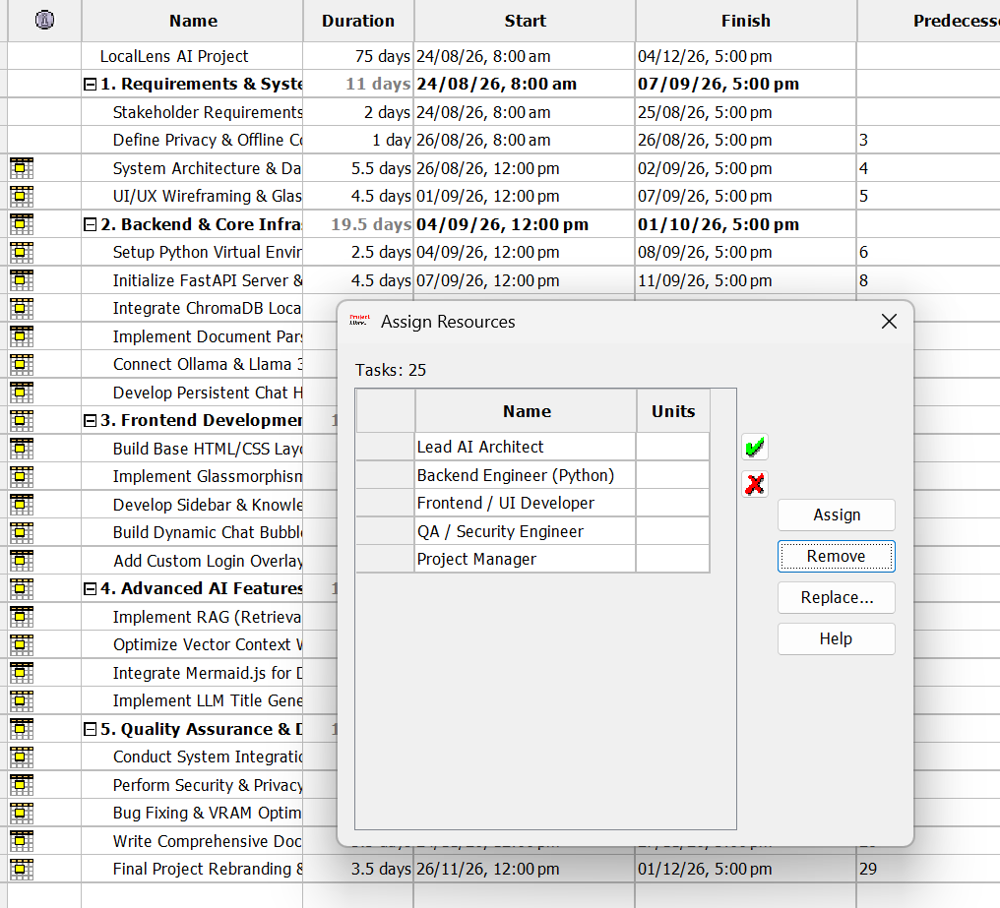 Name Duration Start Finish Predecess
LocalLens AI Project 75 days 24/08/26, 8:00 am 04/12/26, 5:00 pm
1. Requirements & Syste 11 days 24/08/26, 8:00 am 07/09/26, 5:00 pm
Stakeholder Requirements 2 days 24/08/26, 8:00 am 25/08/26, 5:00 pm
Define Privacy & Offline Co 1 day 26/08/26, 8:00 am 26/08/26, 5:00 pm 3
System Architecture & Da 5.5 days 26/08/26, 12:00 pm 02/09/26, 5:00 pm 4
UI/UX Wireframing & Glas 4.5 days 01/09/26, 12:00 pm 07/09/26, 5:00 pm 5
2. Backend & Core Infra 19.5 days 04/09/26, 12:00 pm 01/10/26, 5:00 pm
Setup Python Virtual Envir 2.5 days 04/09/26, 12:00 pm 08/09/26, 5:00 pm 6
Initialize FastAPI Server & 4.5 days 07/09/26, 12:00 pm 11/09/26, 5:00 pm 8
Integrate ChromaDB Loca
Implement Document Pars
Connect Ollama & Llama 3
Develop Persistent Chat H
3. Frontend Developmer 1
Build Base HTML/CSS Layo
Implement Glassmorphism
Develop Sidebar & Knowle
Build Dynamic Chat Bubbl
Add Custom Login Overlay
4. Advanced AI Features 1
Implement RAG (Retrieva
Optimize Vector Context W
Integrate Mermaid.js for D
Implement LLM Title Gene
5. Quality Assurance & D 1
Conduct System Integratio
Perform Security & Privacy
Bug Fixing & VRAM Optim
Write Comprehensive Doc
Final Project Rebranding & 3.5 days 26/11/26, 12:00 pm 01/12/26, 5:00 pm 29
Assign Resources
Tasks: 25
Name Units
Lead AI Architect
Backend Engineer (Python)
Frontend / UI Developer
QA / Security Engineer
Project Manager
Assign
Remove
Replace...
Help